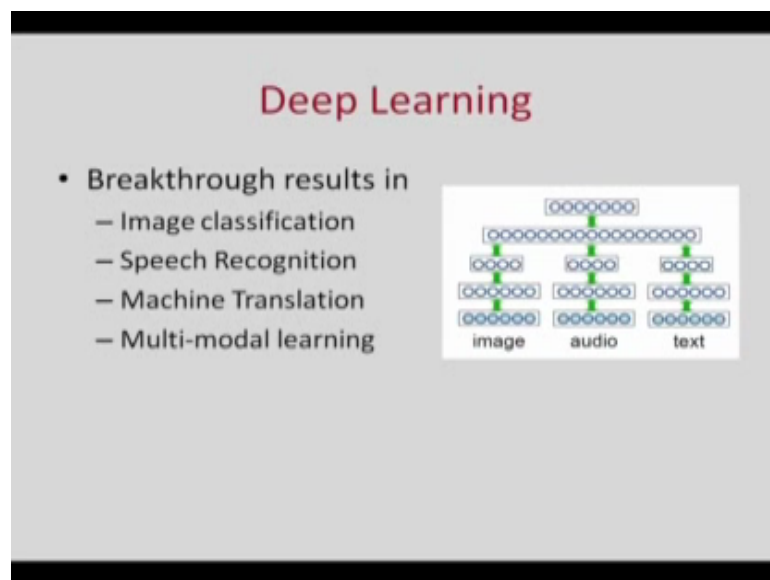 Deep Learning
• Breakthrough results in
– Image classification
– Speech Recognition
– Machine Translation
– Multi-modal learning
image audio text